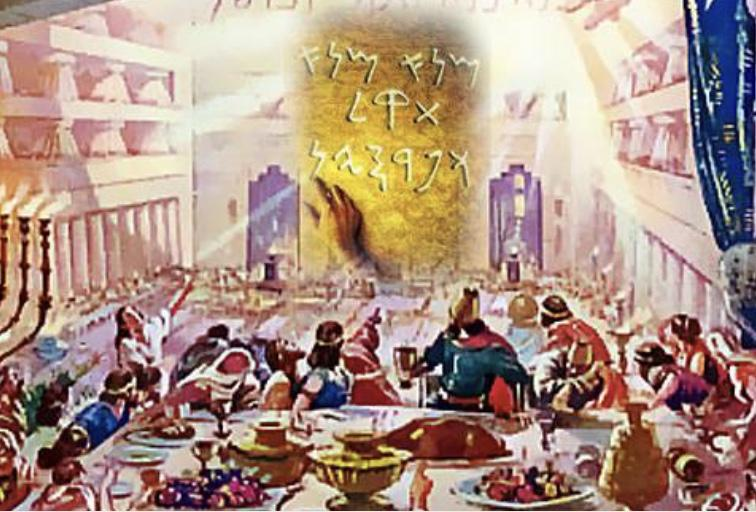 𐤌𐤍𐤀 𐤌𐤍𐤀
𐤕𐤒𐤋
𐤅𐤐𐤓𐤎𐤉𐤍